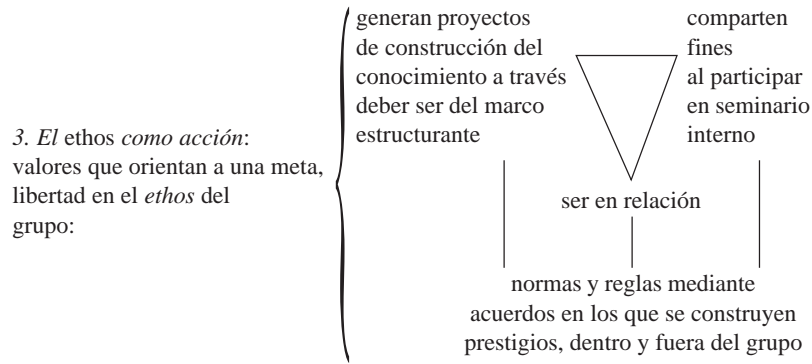 3. El ethos como acción:
valores que orientan a una meta,
libertad en el ethos del
grupo:
generan proyectos
de construcción del
conocimiento a través
deber ser del marco
estructurante
comparten
fines
al participar
en seminario
interno
ser en relación
normas y reglas mediante
acuerdos en los que se construyen
prestigios, dentro y fuera del grupo